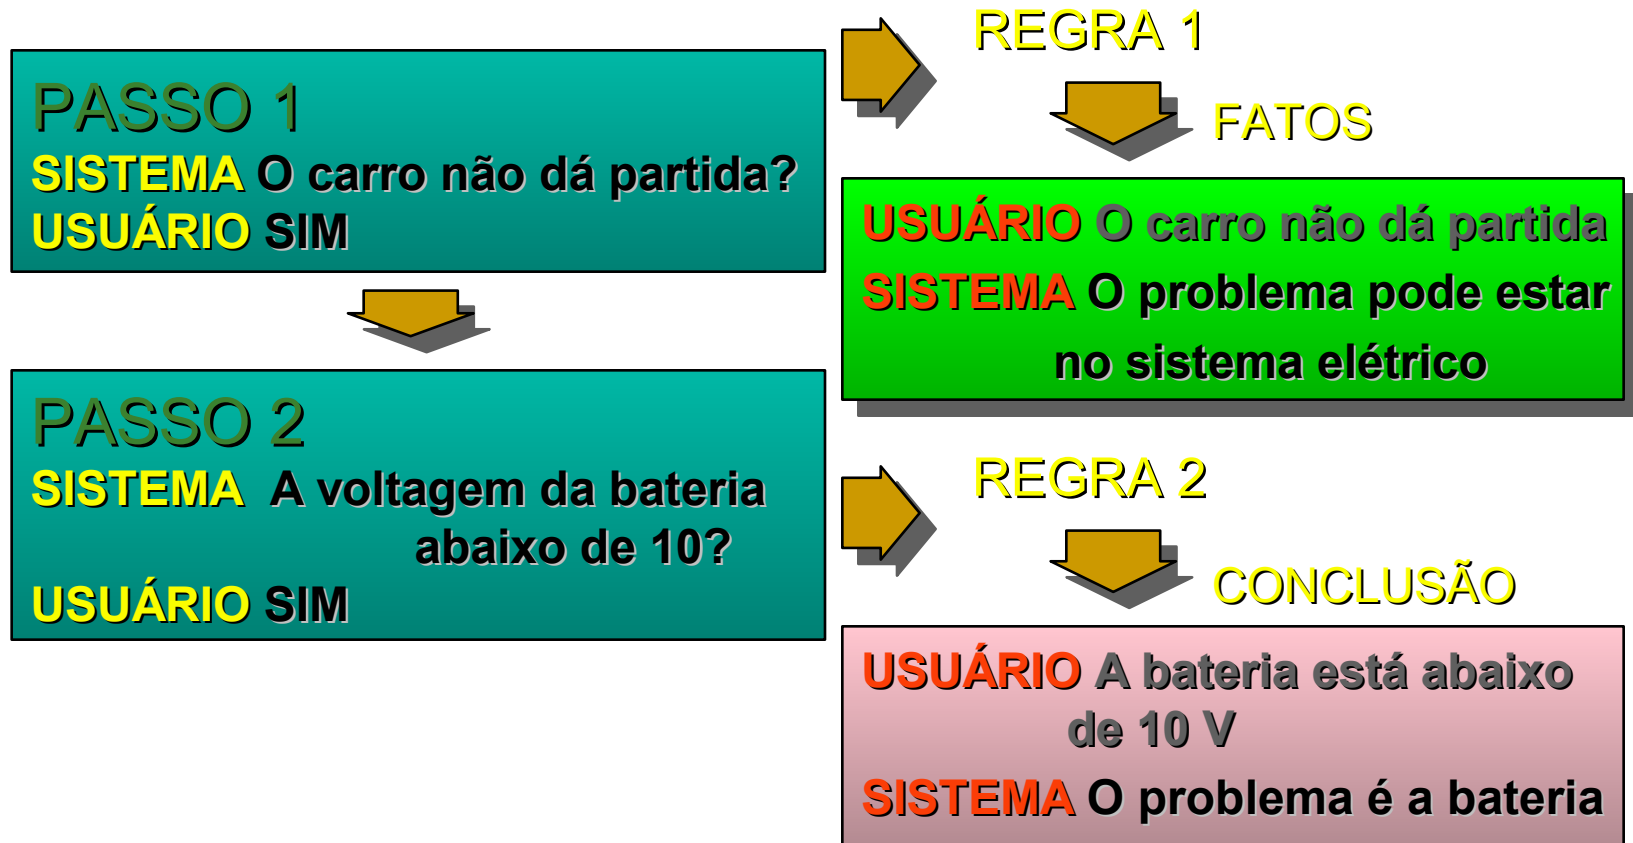 PASSO 1
SISTEMA O carro não dá partida?
USUÁRIO SIM
REGRA 1
FATOS
USUÁRIO O carro não dá partida
SISTEMA O problema pode estar
no sistema elétrico
PASSO 2
SISTEMA A voltagem da bateria
abaixo de 10?
USUÁRIO SIM
REGRA 2
CONCLUSÃO
USUÁRIO A bateria está abaixo
de 10 V
SISTEMA O problema é a bateria